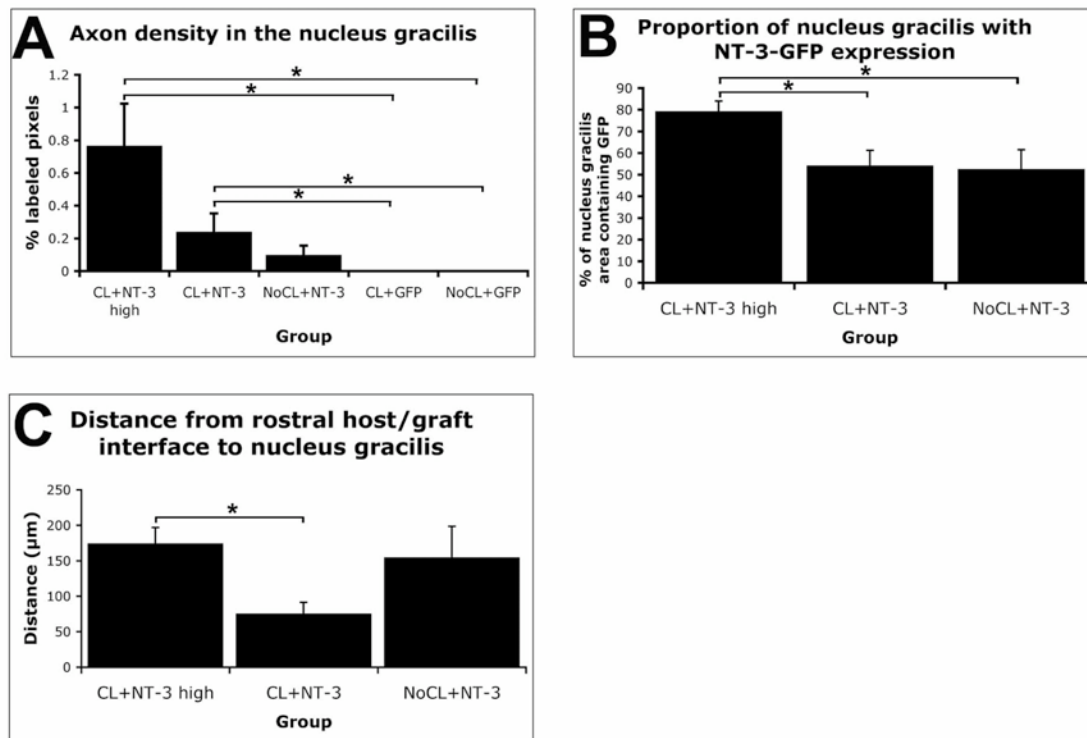 A
Axon density in the nucleus gracilis
% labeled pixels
1.2
1
0.8
0.6
0.4
0.2
0
*
*
*
*
CL+NT-3 high
CL+NT-3
NoCL+NT-3
CL+GFP
NoCL+GFP
Group
B
Proportion of nucleus gracilis with
NT-3-GFP expression
% of nucleus gracilis
area containing GFP
90
80
70
60
50
40
30
20
10
0
*
*
CL+NT-3 high
CL+NT-3
NoCL+NT-3
Group
C
Distance from rostral host/graft
interface to nucleus gracilis
Distance (μm)
250
200
150
100
50
0
*
CL+NT-3 high
CL+NT-3
NoCL+NT-3
Group